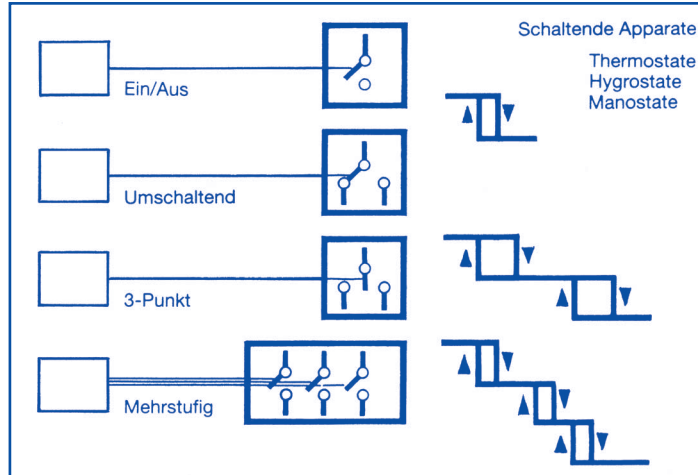 Schaltende Apparate
Thermostate
Hygrostate
Manostate
Ein/Aus
Umschaltend
3-Punkt
Mehrstufig